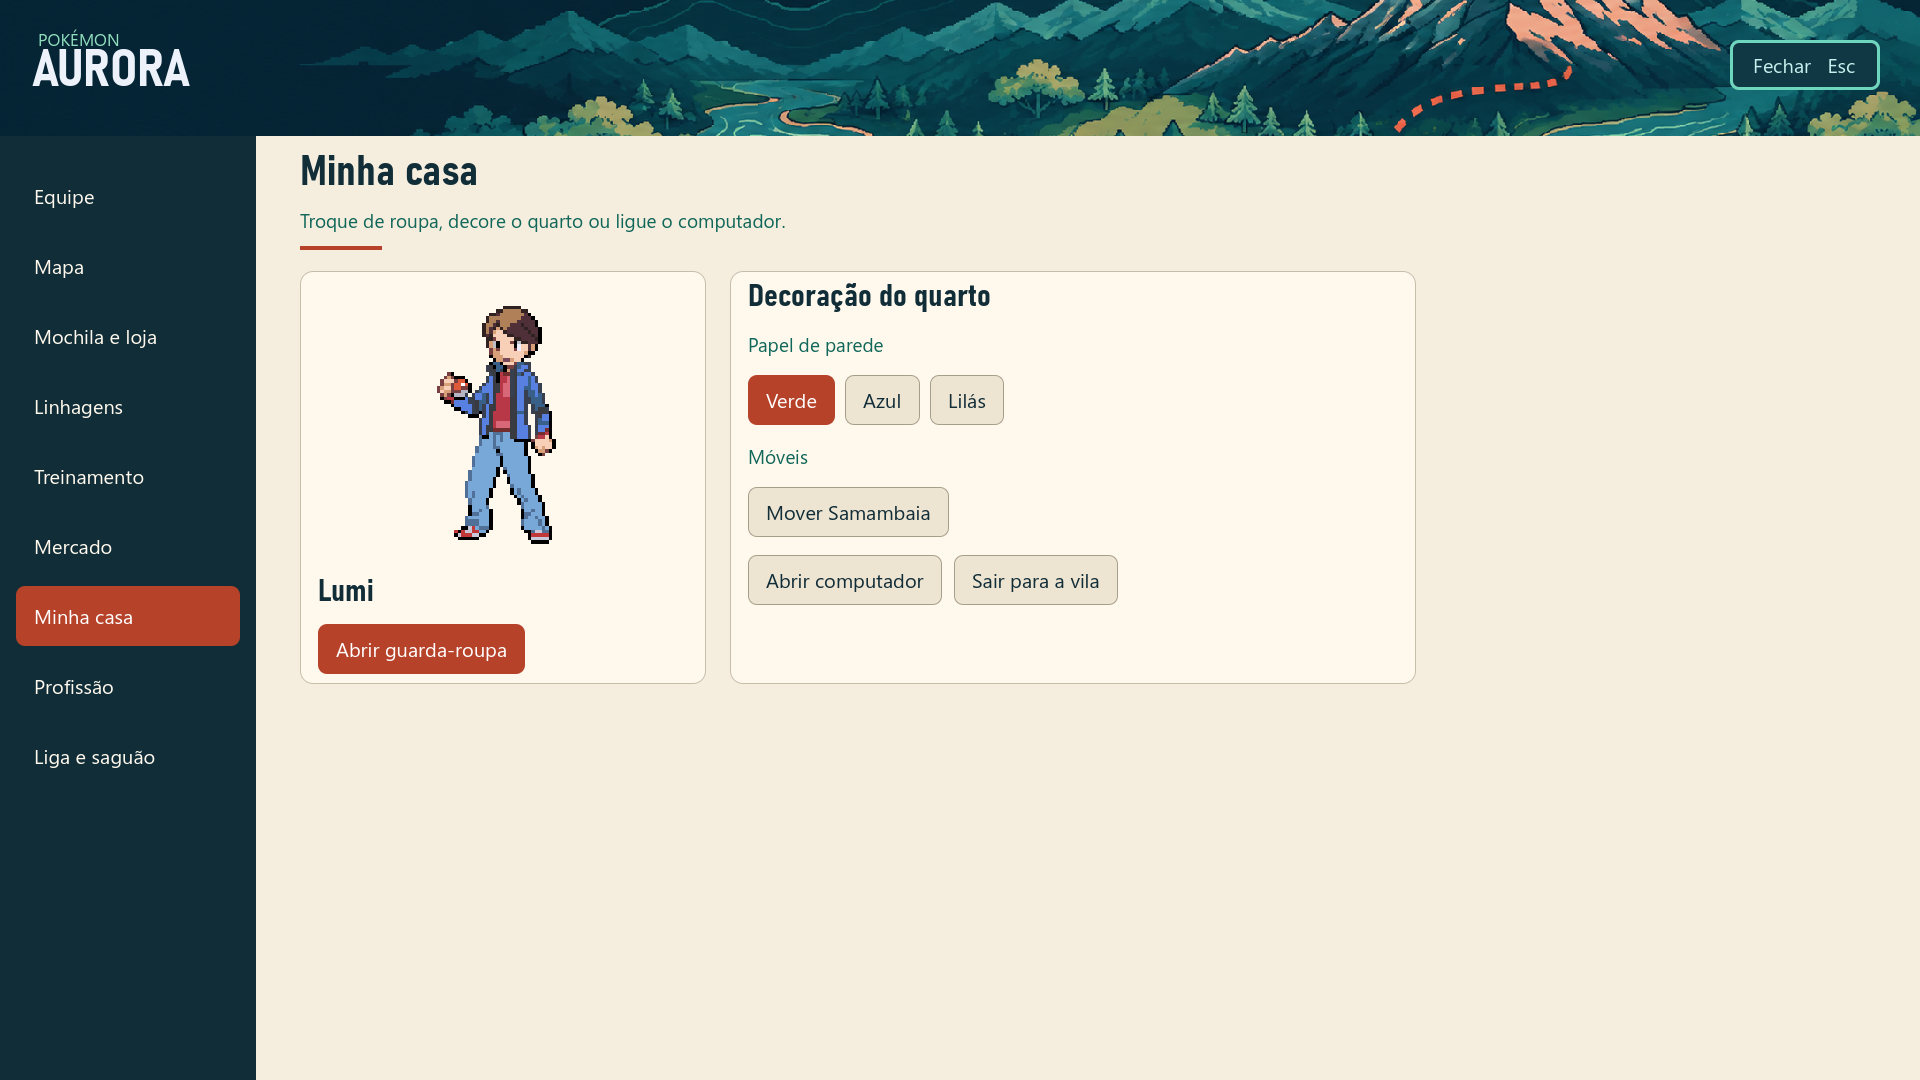 POKÉMON
AURORA
Fechar Esc
Equipe
Mapa
Mochila e loja
Linhagens
Treinamento
Mercado
Minha casa
Profissão
Liga e saguão
Minha casa
Troque de roupa, decore o quarto ou ligue o computador.
Lumi
Abrir guarda-roupa
Decoração do quarto
Papel de parede
Verde Azul Lilás
Móveis
Mover Samambaia
Abrir computador Sair para a vila